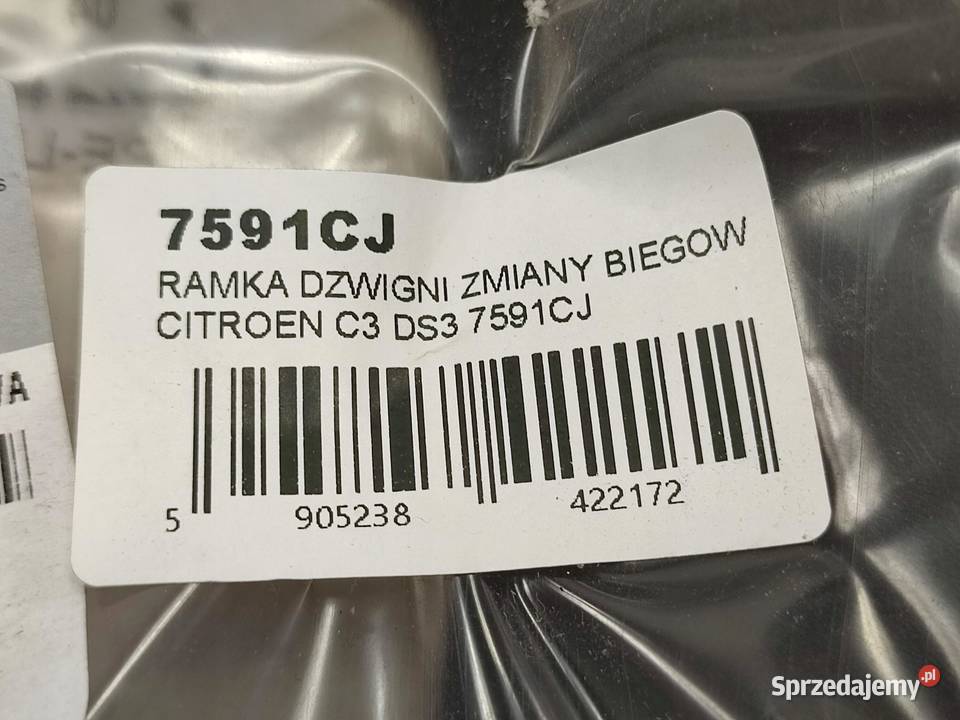 7591CJ
RAMKA DZWIGNI ZMIANY BIEGOW
CITROEN C3 DS3 7591CJ
5 905238 422172
Sprzedajemy.pl